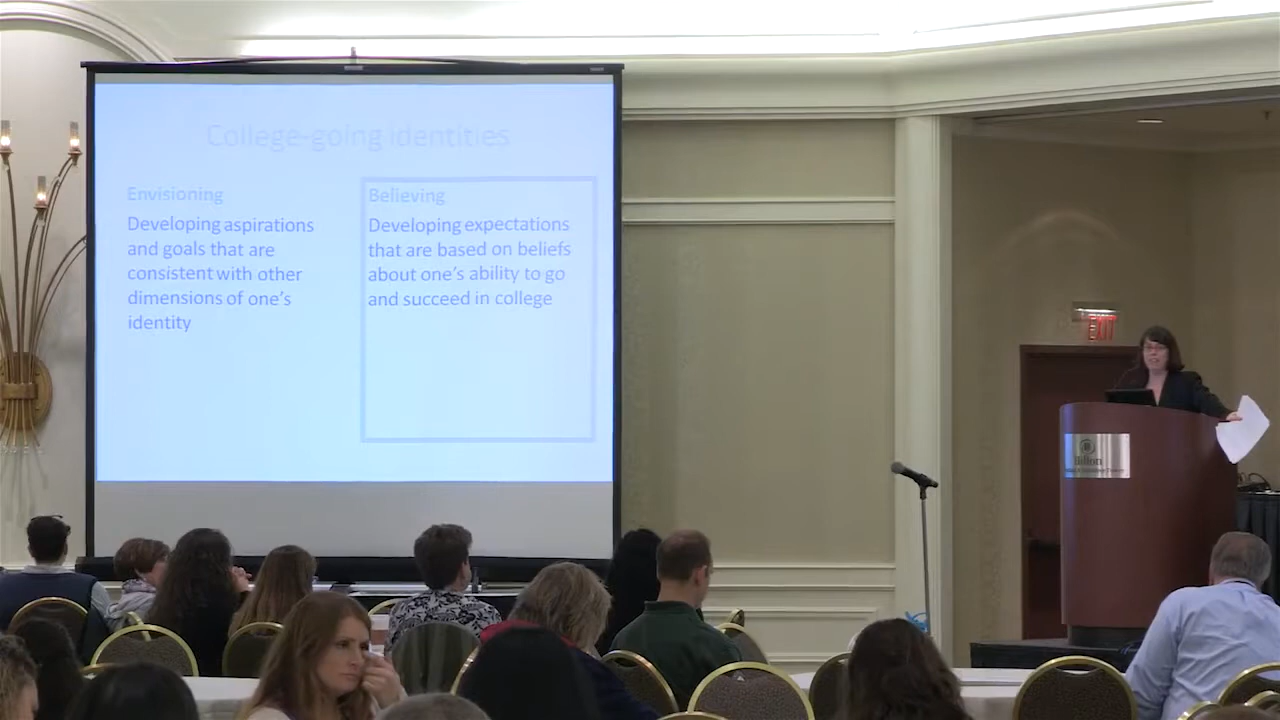 College-going identities
Envisioning
Developing aspirations
and goals that are
consistent with other
dimensions of one's
identity
Believing
Developing expectations
that are based on beliefs
about one's ability to go
and succeed in college
EXIT
Hilton